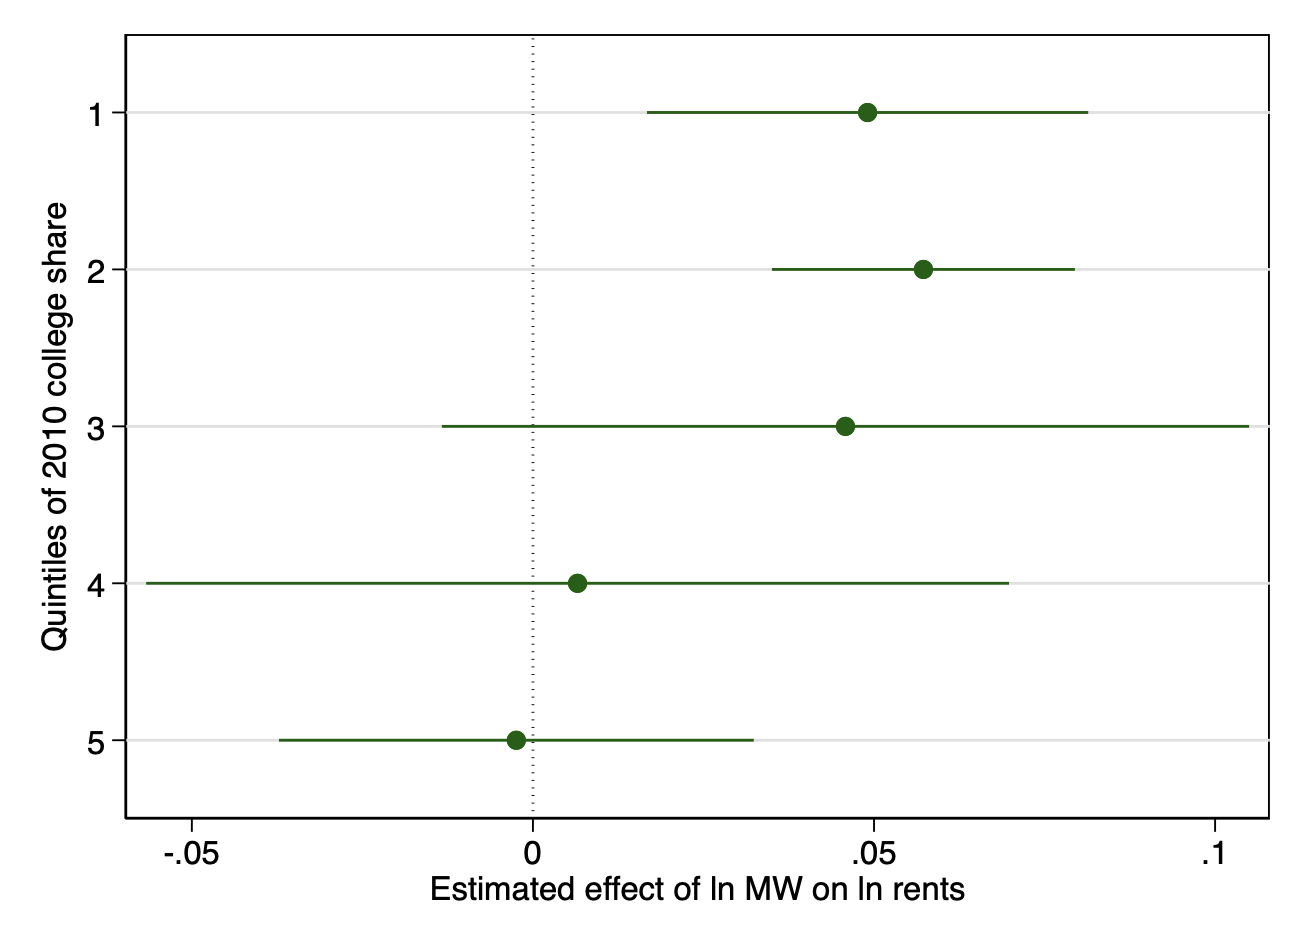 Quintiles of 2010 college share
1
2
3
4
5
-.05 0 .05 .1
Estimated effect of ln MW on ln rents